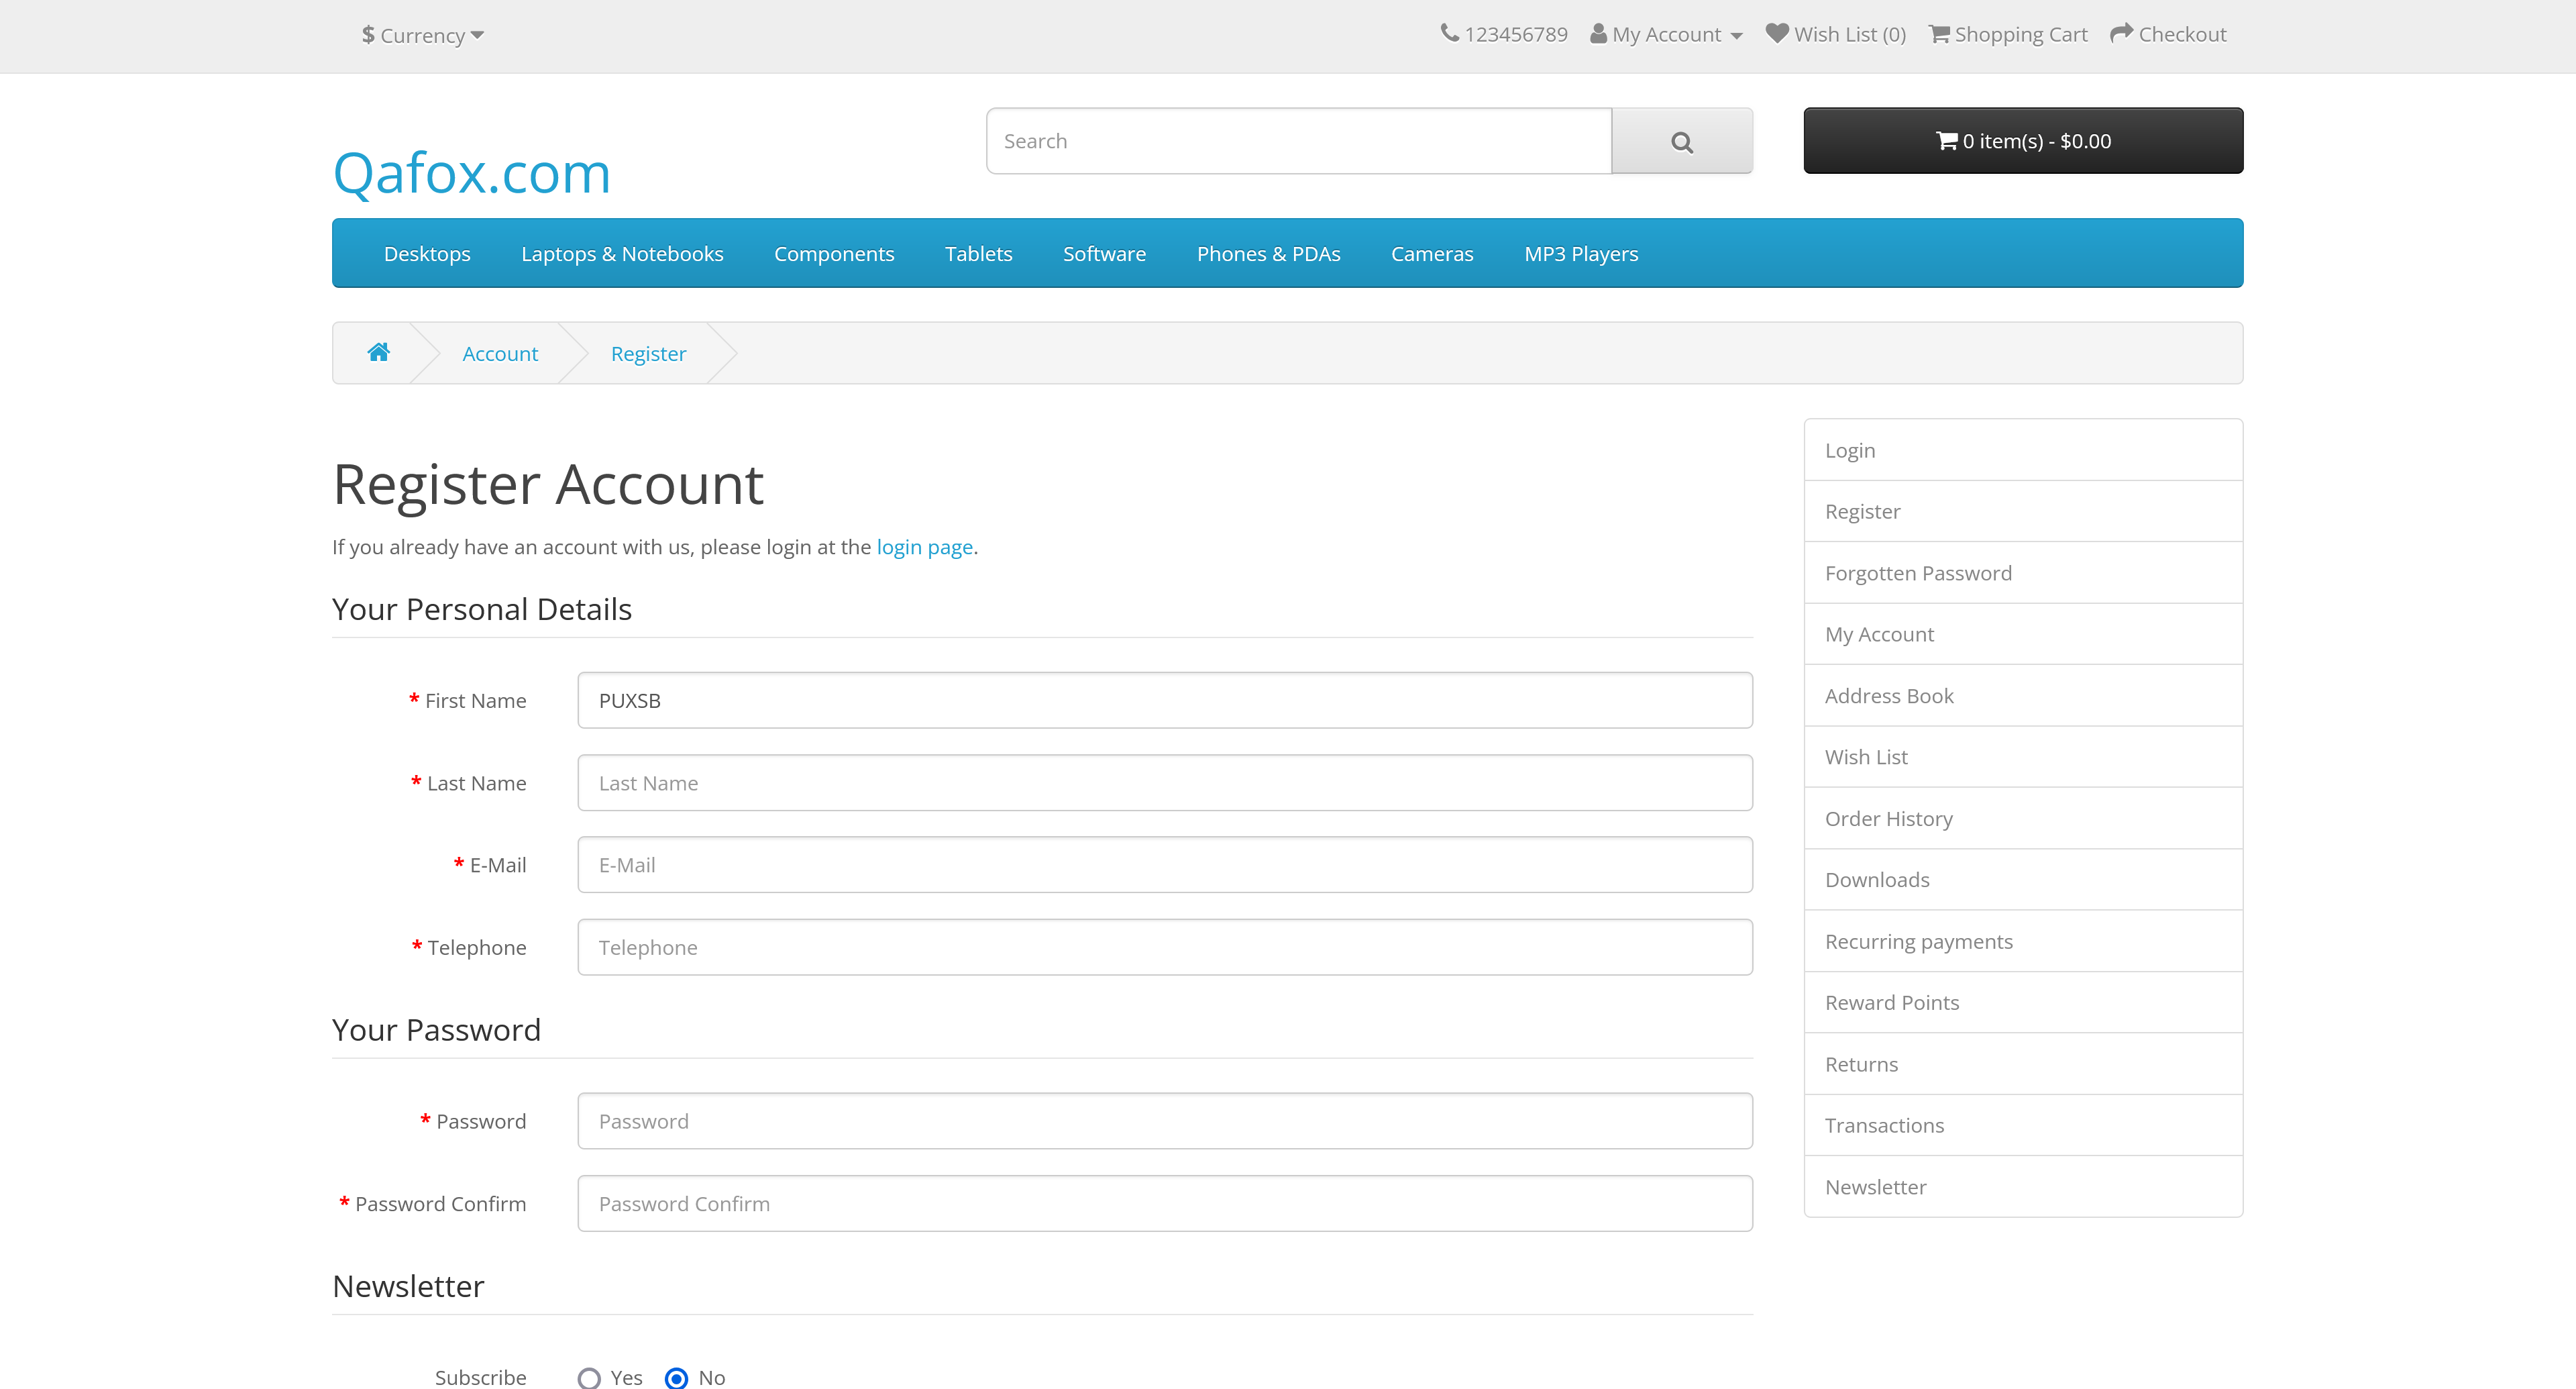 $ Currency
123456789 My Account Wish List (0) Shopping Cart Checkout
Qafox.com
Search
0 item(s) - $0.00
Desktops Laptops & Notebooks Components Tablets Software Phones & PDAs Cameras MP3 Players
Account Register
Register Account
If you already have an account with us, please login at the login page.
Your Personal Details
* First Name PUXSB
* Last Name Last Name
* E-Mail E-Mail
* Telephone Telephone
Your Password
* Password Password
* Password Confirm Password Confirm
Newsletter
Subscribe Yes No
Login
Register
Forgotten Password
My Account
Address Book
Wish List
Order History
Downloads
Recurring payments
Reward Points
Returns
Transactions
Newsletter